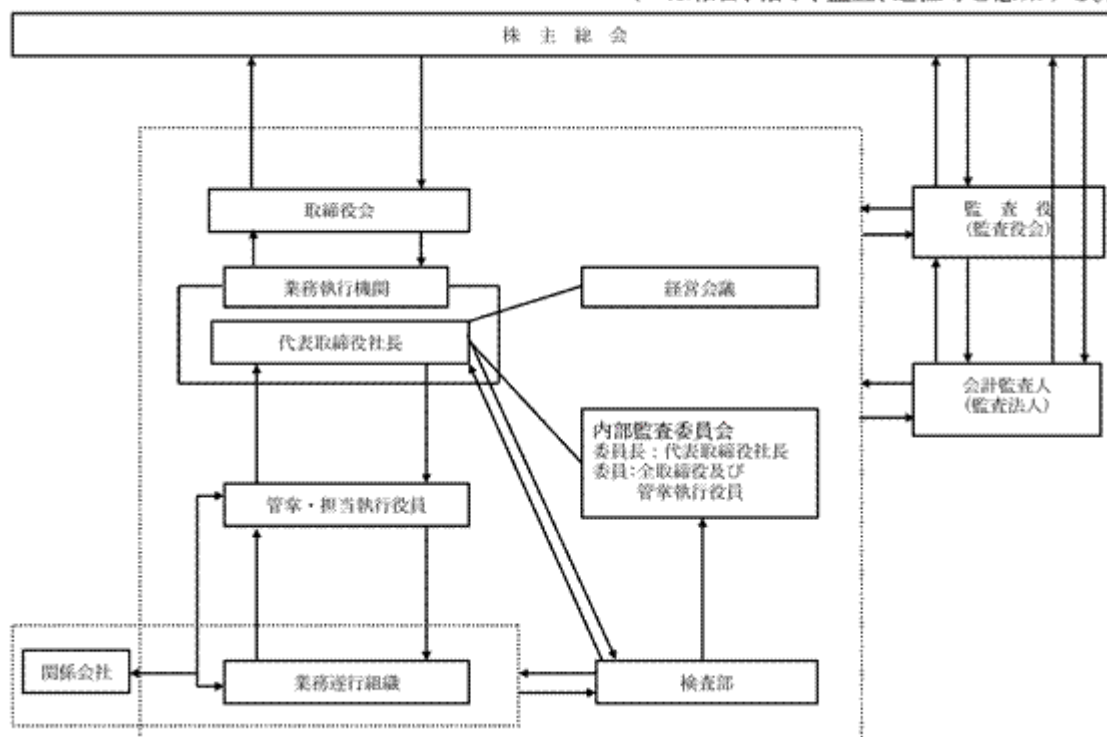 株主総会
取締役会
監査役
(監査役会)
業務執行機関
経営会議
代表取締役社長
会計監査人
(監査法人)
内部監査委員会
委員長：代表取締役社長
委員：全取締役及び
管掌執行役員
管掌・担当執行役員
関係会社
業務遂行組織
検査部